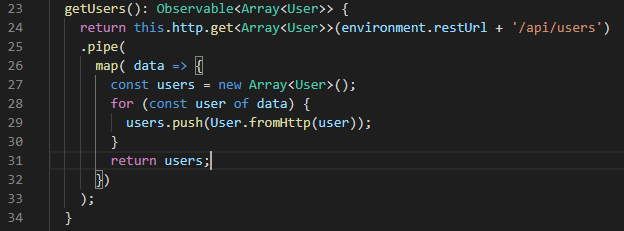 23 getUsers(): Observable<Array<User>> {
24 return this.http.get<Array<User>>(environment.restUrl + '/api/users')
25 .pipe(
26 map( data => {
27 const users = new Array<User>();
28 for (const user of data) {
29 users.push(User.fromHttp(user));
30 }
31 return users;
32 })
33 );
34 }